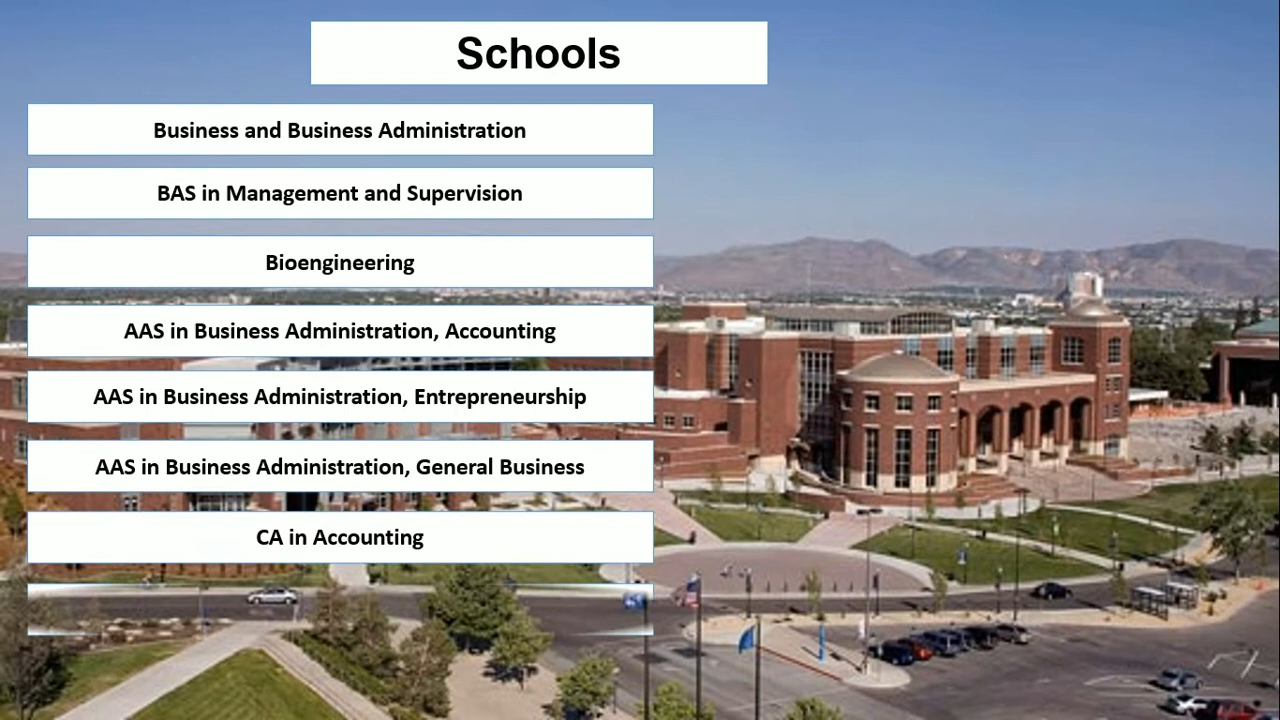 Schools
Business and Business Administration
BAS in Management and Supervision
Bioengineering
AAS in Business Administration, Accounting
AAS in Business Administration, Entrepreneurship
AAS in Business Administration, General Business
CA in Accounting